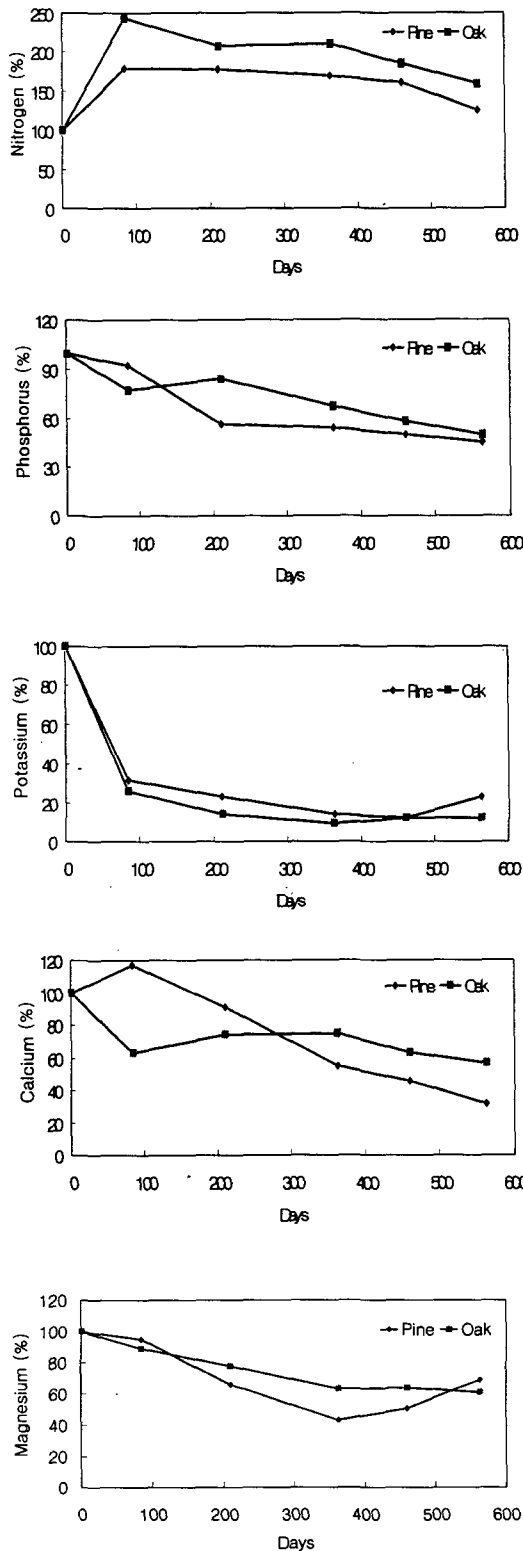 250
200
150
100
50
0
Nitrogen (%)
Pine Oak
0 100 200 300 400 500 600
Days
120
90
60
30
0
Phosphorus (%)
Pine Oak
0 100 200 300 400 500 600
Days
100
80
60
40
20
0
Potassium (%)
Pine Oak
0 100 200 300 400 500 600
Days
120
100
80
60
40
20
0
Calcium (%)
Pine Oak
0 100 200 300 400 500 600
Days
120
100
80
60
40
20
0
Magnesium (%)
Pine Oak
0 100 200 300 400 500 600
Days